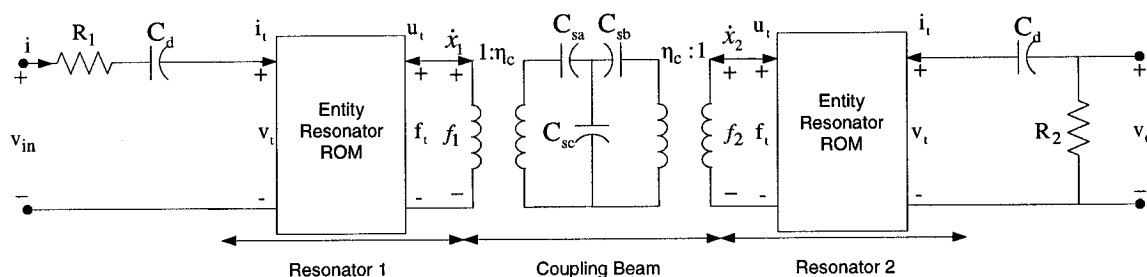 i
R1
Cd
it
ut
ẋ1
1:ηc
Csa
Csb
ηc :1
ẋ2
ut
it
Cd
+
+
+
+
+
+
+
+
vin
vt
Entity
Resonator
ROM
ft
f1
Csc
f2
ft
Entity
Resonator
ROM
vt
R2
−
-
-
−
−
-
-
−
Resonator 1
Coupling Beam
Resonator 2